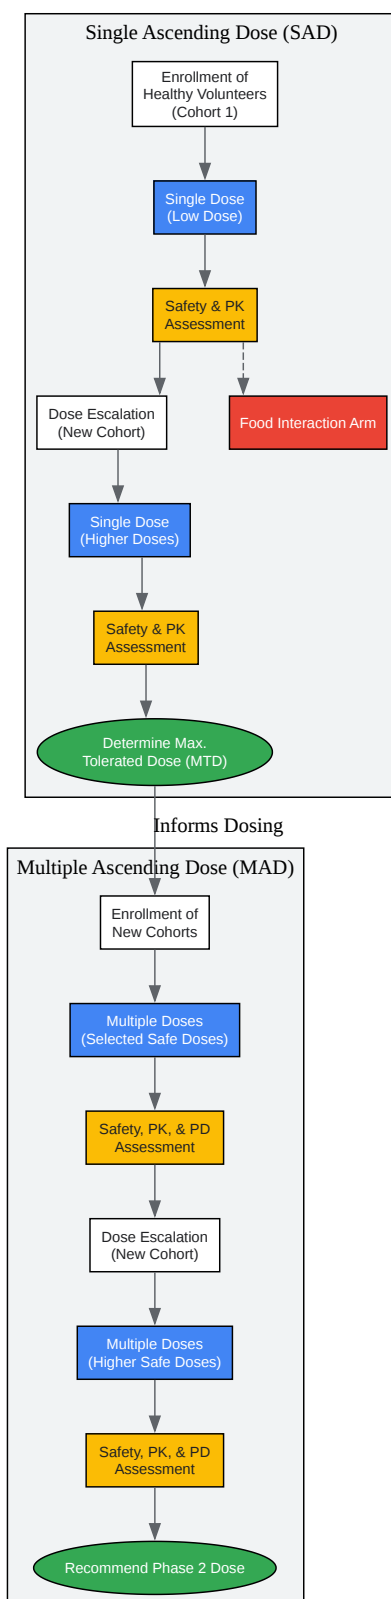 Single Ascending Dose (SAD)
Enrollment of
Healthy Volunteers
(Cohort 1)
Single Dose
(Low Dose)
Safety & PK
Assessment
Dose Escalation
(New Cohort)
Food Interaction Arm
Single Dose
(Higher Doses)
Safety & PK
Assessment
Determine Max.
Tolerated Dose (MTD)
Informs Dosing
Multiple Ascending Dose (MAD)
Enrollment of
New Cohorts
Multiple Doses
(Selected Safe Doses)
Safety, PK, & PD
Assessment
Dose Escalation
(New Cohort)
Multiple Doses
(Higher Safe Doses)
Safety, PK, & PD
Assessment
Recommend Phase 2 Dose